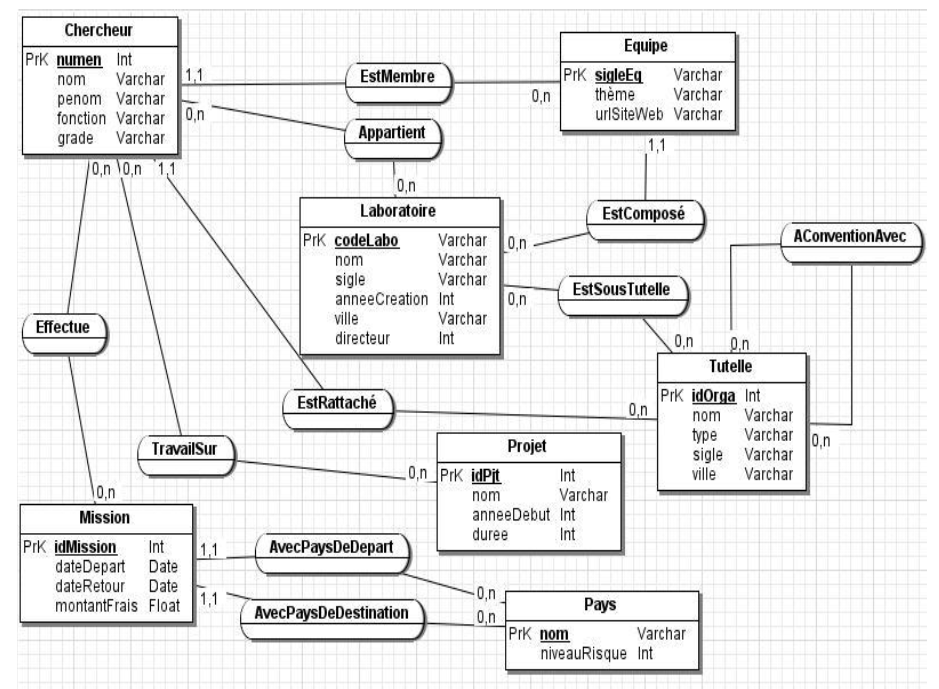 Chercheur
PrK numen Int
nom Varchar
penom Varchar
fonction Varchar
grade Varchar
1,1
0,n
0,n
0,n
1,1
EstMembre
0,n
Equipe
PrK sigleEq Varchar
thème Varchar
urlSiteWeb Varchar
1,1
Appartient
0,n
Laboratoire
PrK codeLabo Varchar
nom Varchar
sigle Varchar
anneeCreation Int
ville Varchar
directeur Int
0,n
0,n
EstComposé
AConventionAvec
EstSousTutelle
0,n
0,n
Effectue
Tutelle
PrK idOrga Int
nom Varchar
type Varchar
sigle Varchar
ville Varchar
0,n
0,n
EstRattaché
TravailSur
0,n
Projet
PrK idPjt Int
nom Varchar
anneeDebut Int
duree Int
0,n
Mission
PrK idMission Int
dateDepart Date
dateRetour Date
montantFrais Float
1,1
1,1
AvecPaysDeDepart
AvecPaysDeDestination
0,n
0,n
Pays
PrK nom Varchar
niveauRisque Int